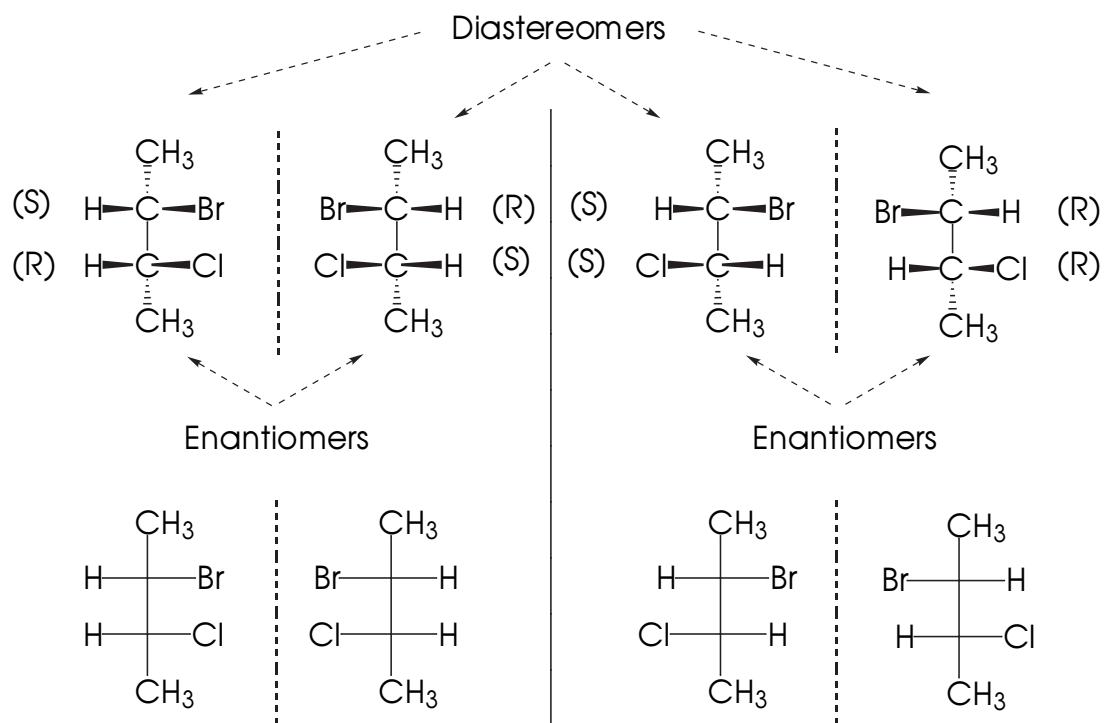 Diastereomers
CH3 CH3 CH3 CH3
(S) H C Br Br C H (R) (S) H C Br Br C H (R)
(R) H C Cl Cl C H (S) (S) Cl C H H C Cl (R)
CH3 CH3 CH3 CH3
Enantiomers Enantiomers
CH3 CH3 CH3 CH3
H Br Br H H Br Br H
H Cl Cl H Cl H H Cl
CH3 CH3 CH3 CH3